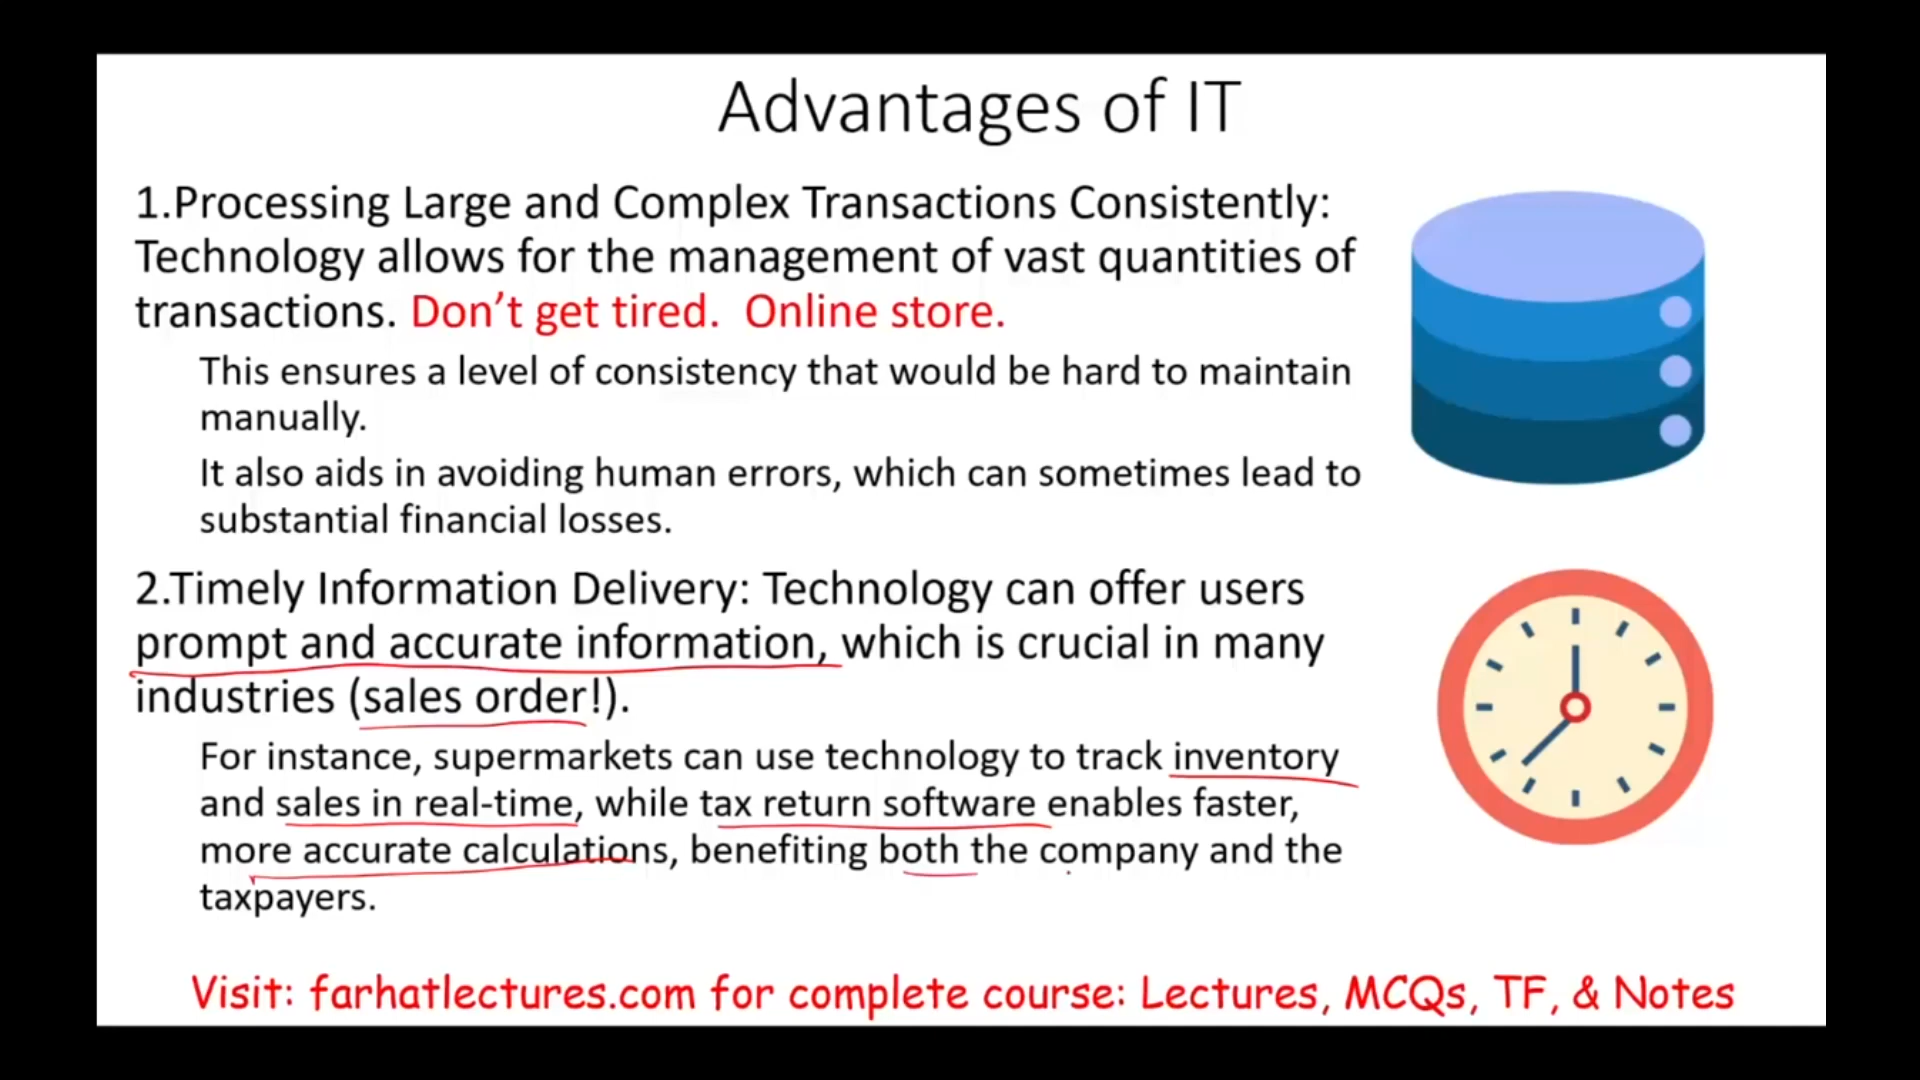 Advantages of IT
1.Processing Large and Complex Transactions Consistently:
Technology allows for the management of vast quantities of
transactions. Don’t get tired.  Online store.
This ensures a level of consistency that would be hard to maintain
manually.
It also aids in avoiding human errors, which can sometimes lead to
substantial financial losses.
2.Timely Information Delivery: Technology can offer users
prompt and accurate information, which is crucial in many
industries (sales order!).
For instance, supermarkets can use technology to track inventory
and sales in real-time, while tax return software enables faster,
more accurate calculations, benefiting both the company and the
taxpayers.
Visit: farhatlectures.com for complete course: Lectures, MCQs, TF, & Notes